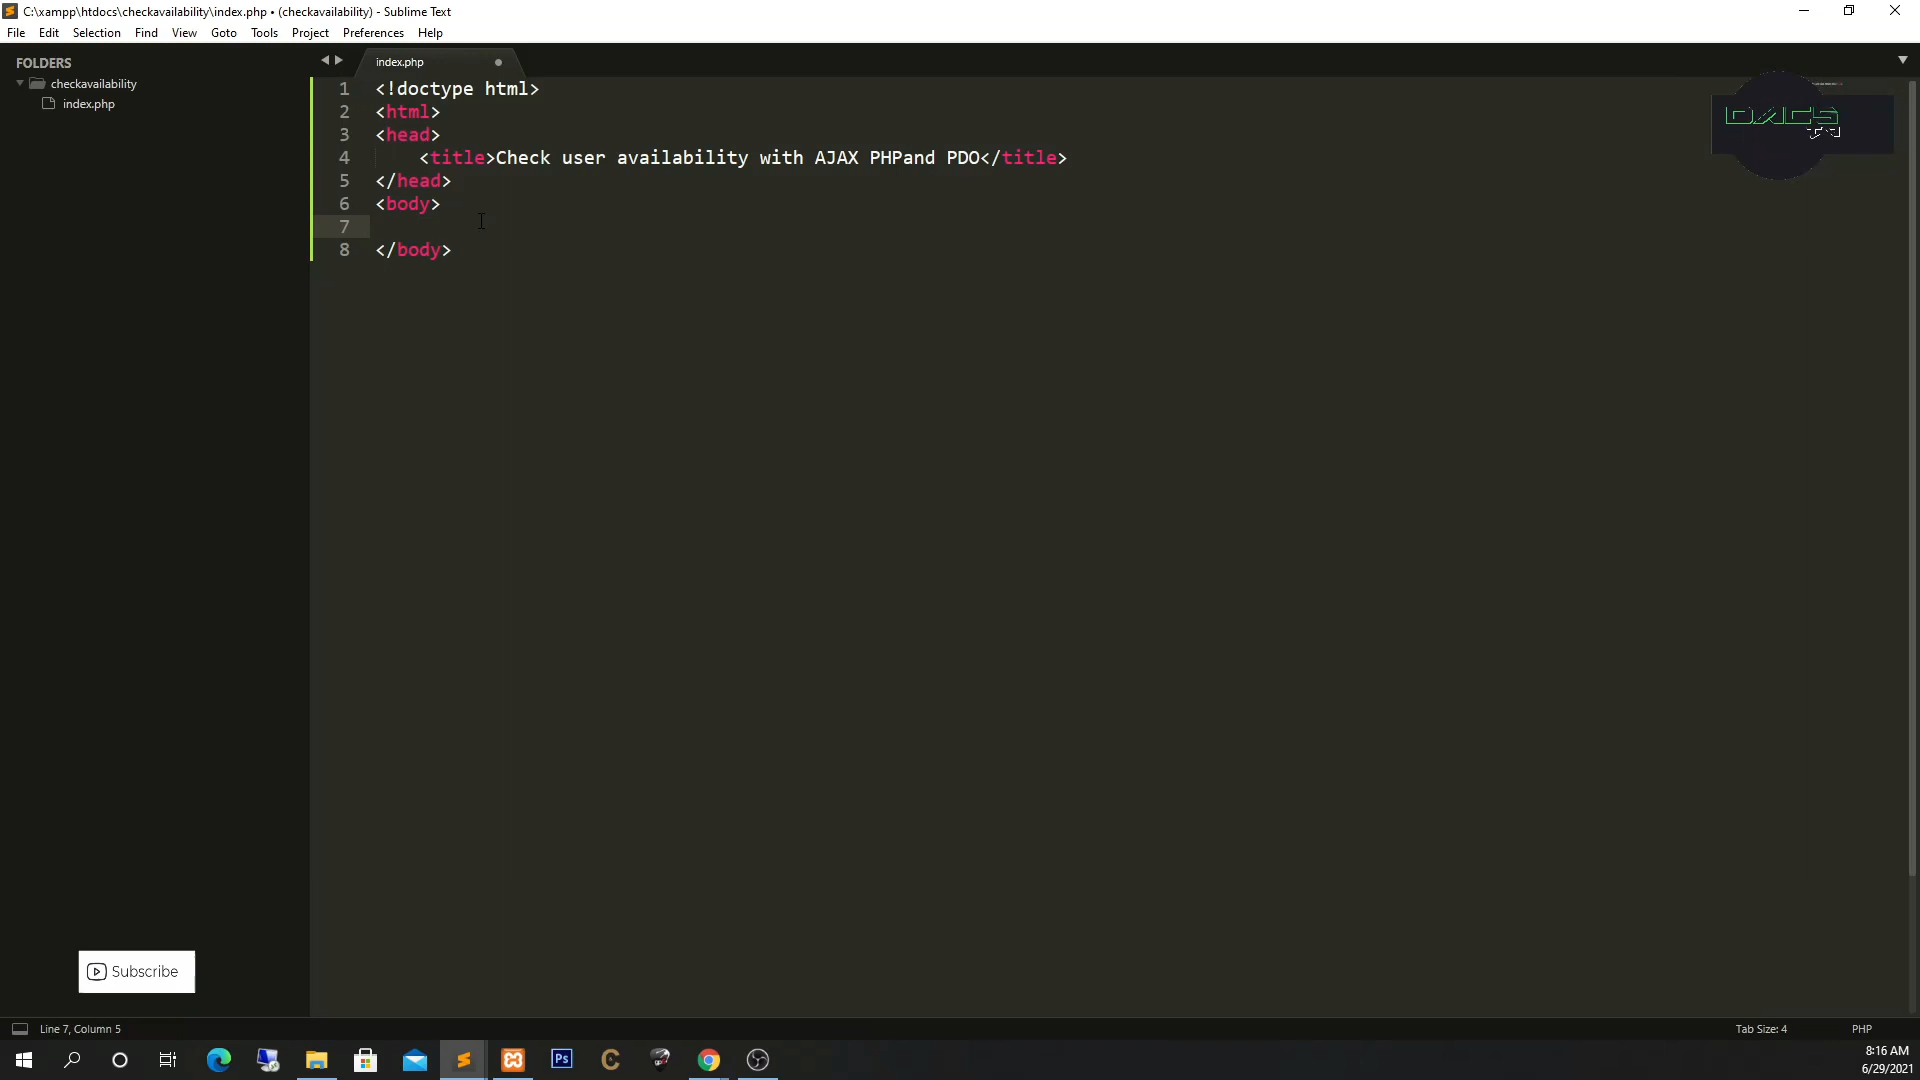 C:\xampp\htdocs\checkavailability\index.php • (checkavailability) - Sublime Text
File Edit Selection Find View Goto Tools Project Preferences Help
FOLDERS
checkavailability
index.php
index.php
1 <!doctype html>
2 <html>
3 <head>
4 <title>Check user availability with AJAX PHPand PDO</title>
5 </head>
6 <body>
7
8 </body>
Subscribe
Line 7, Column 5
Tab Size: 4
PHP
Ps
8:16 AM
6/29/2021